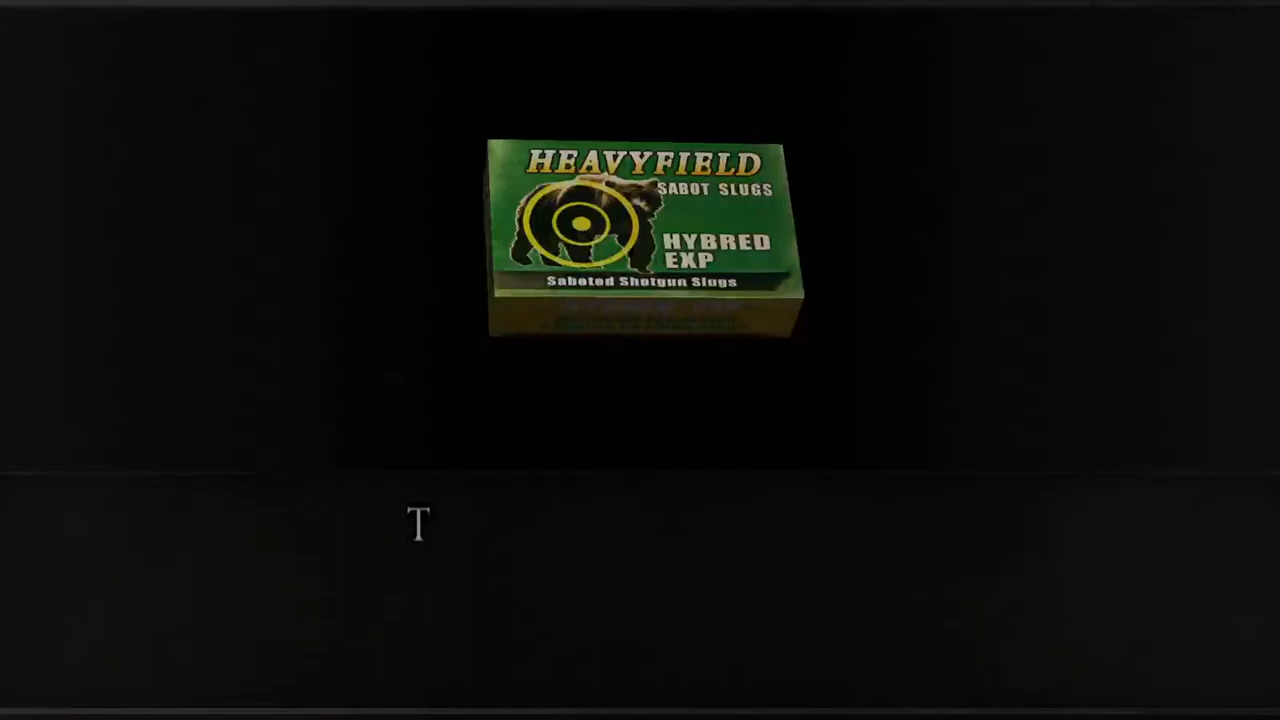 HEAVYFIELD
SABOT SLUGS
HYBRED
EXP
Saboted Shotgun Slugs
T